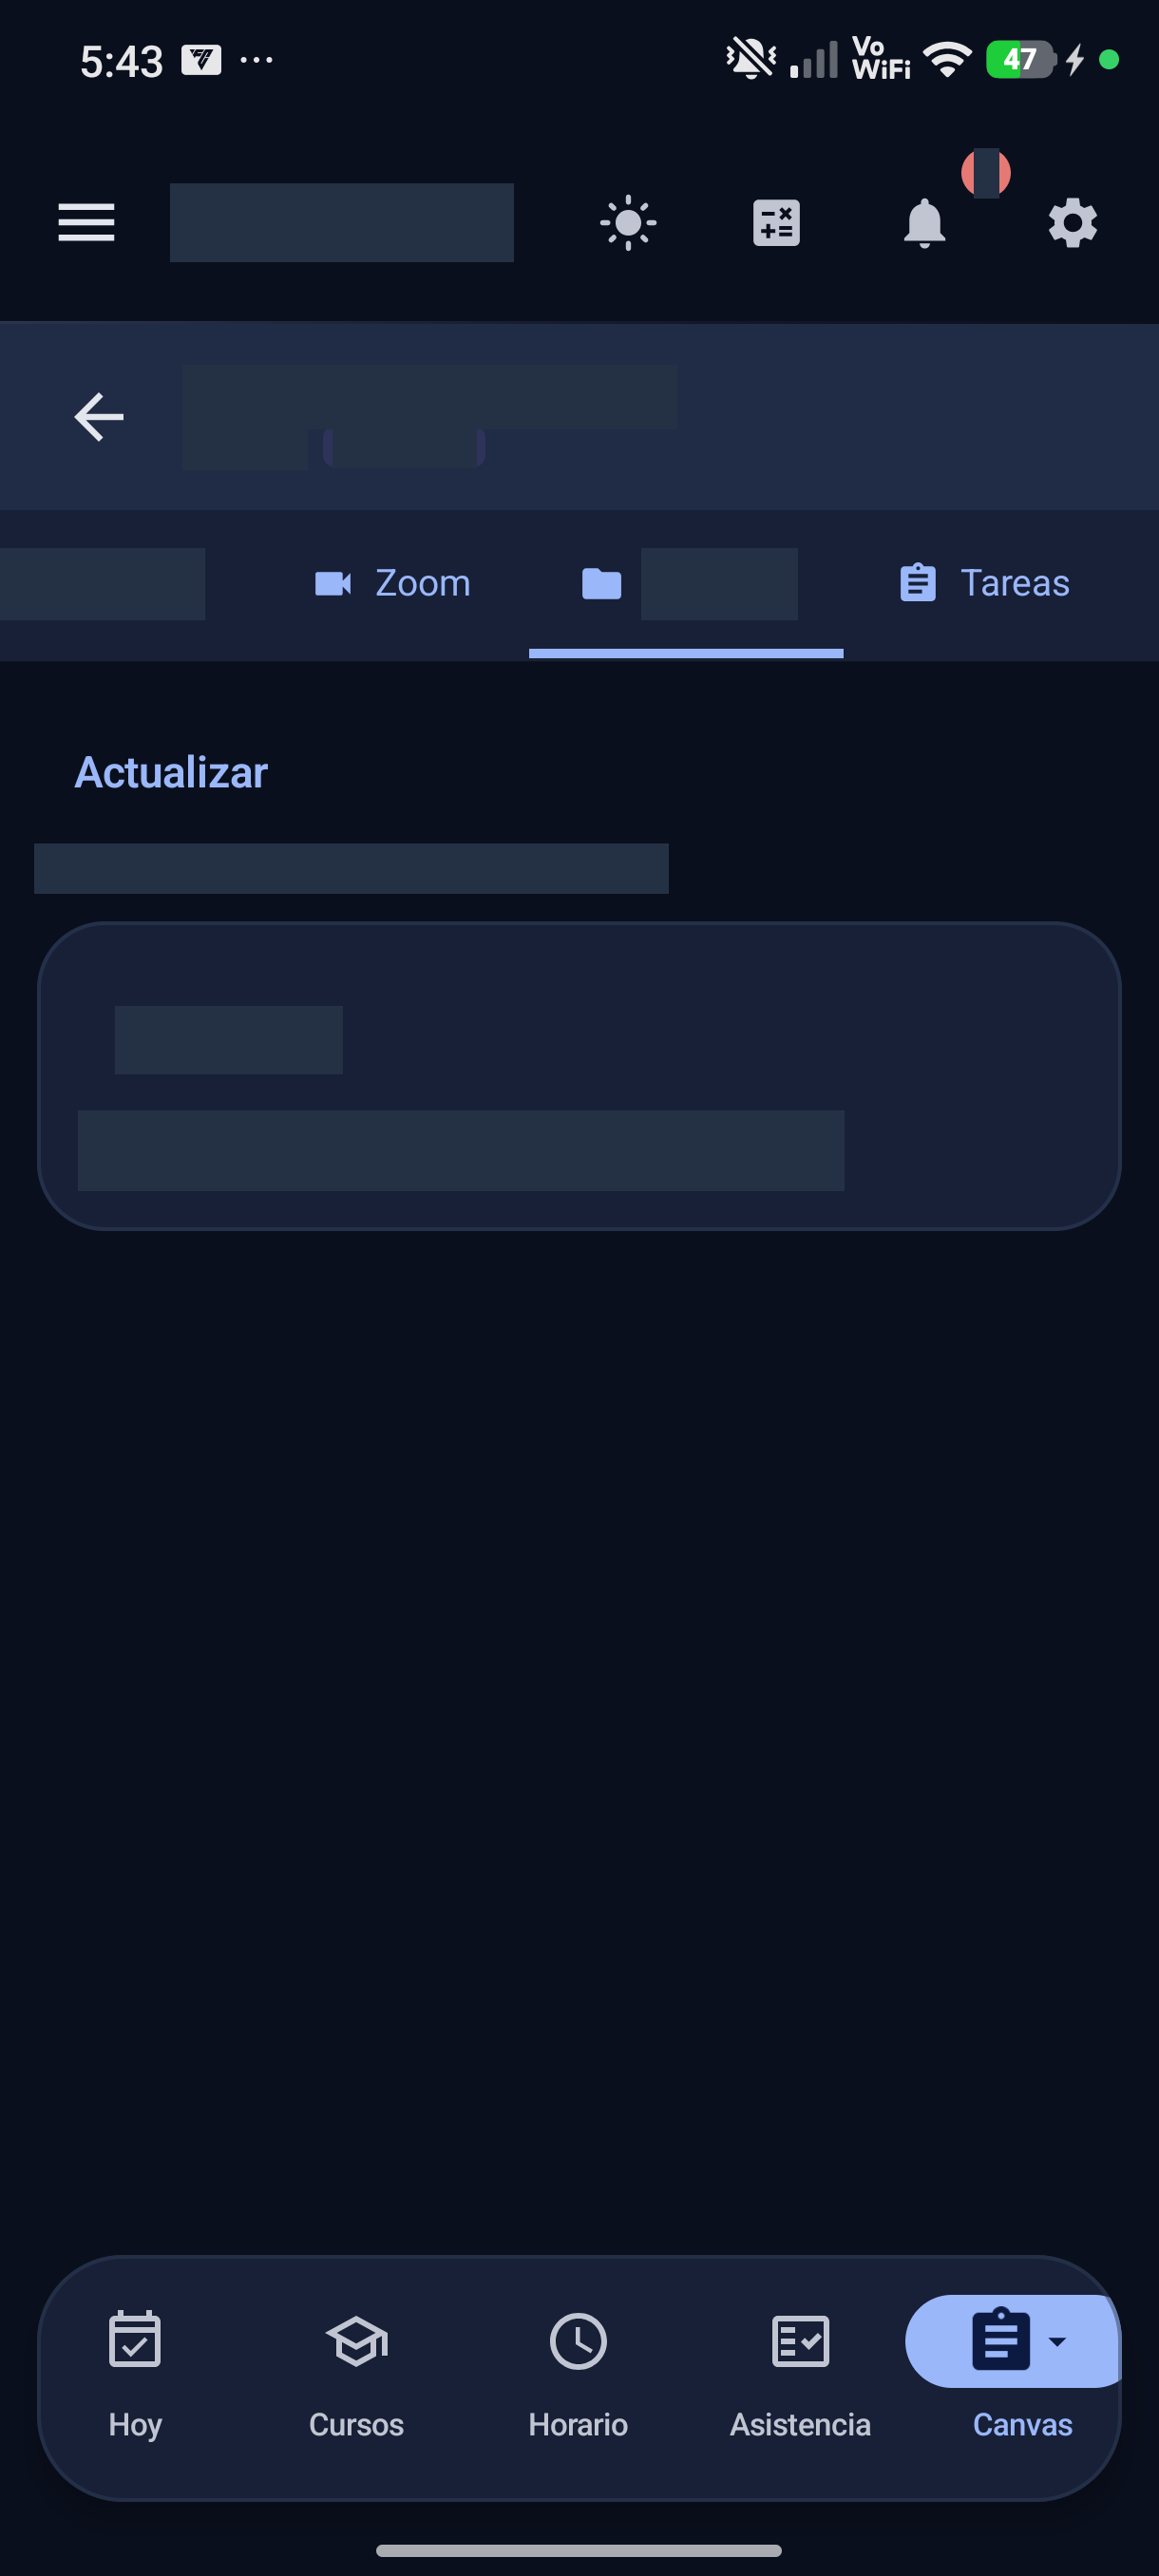 5:43
Vo
WiFi
47
Zoom
Tareas
Actualizar
Hoy
Cursos
Horario
Asistencia
Canvas